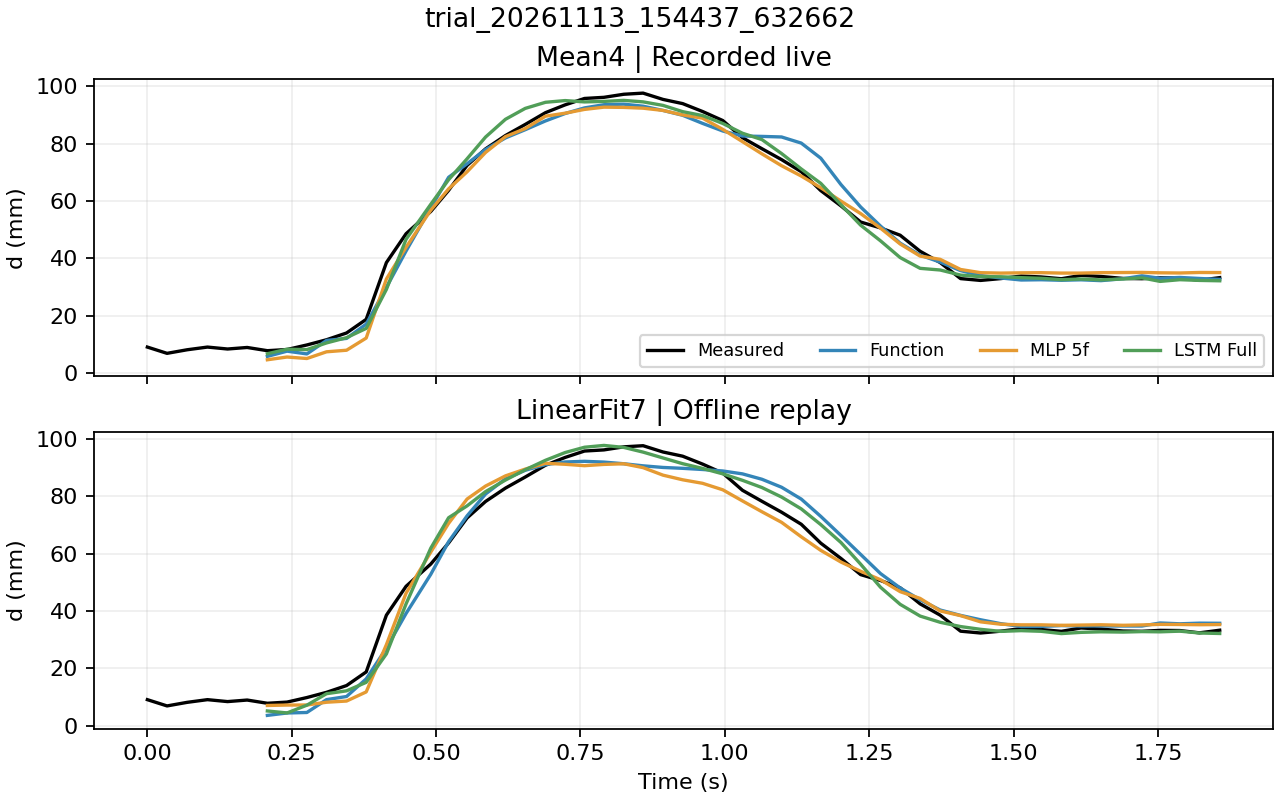 trial_20261113_154437_632662
Mean4 | Recorded live
100
80
60
40
20
0
d (mm)
Measured
Function
MLP 5f
LSTM Full
LinearFit7 | Offline replay
100
80
60
40
20
0
d (mm)
0.00
0.25
0.50
0.75
1.00
1.25
1.50
1.75
Time (s)